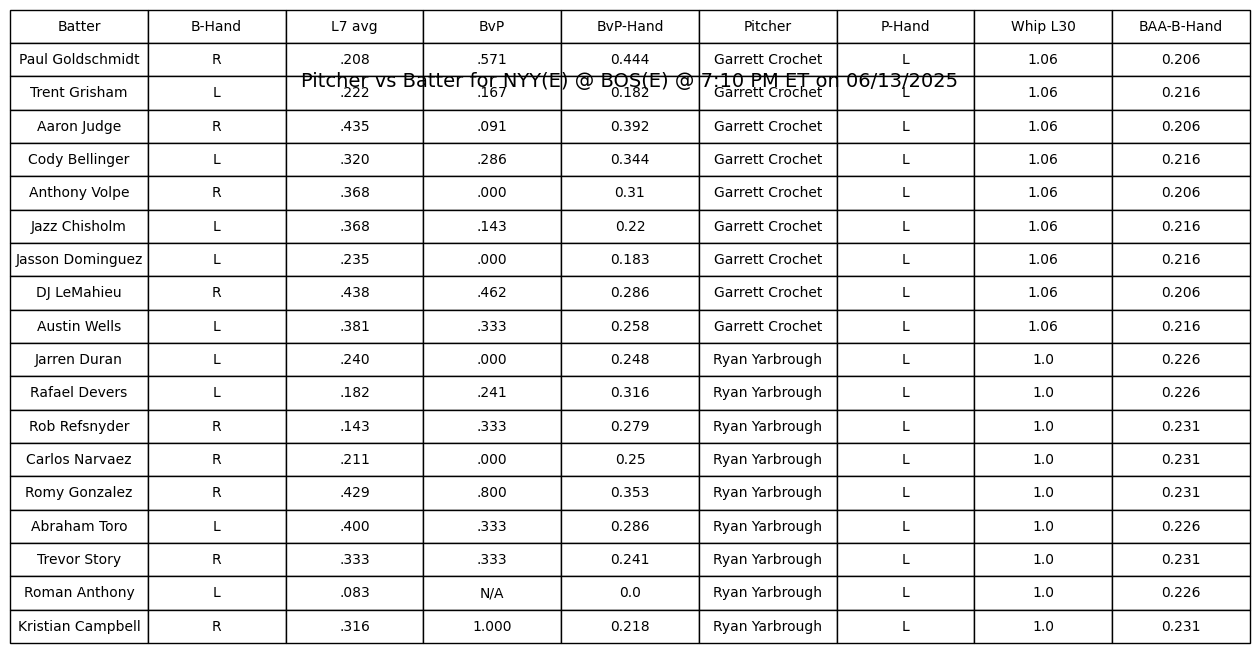 Batter B-Hand L7 avg BvP BvP-Hand Pitcher P-Hand Whip L30 BAA-B-Hand
Paul Goldschmidt R .208 .571 0.444 Garrett Crochet L 1.06 0.206
Pitcher vs Batter for NYY(E) @ BOS(E) @ 7:10 PM ET on 06/13/2025
Trent Grisham L .222 .167 0.182 Garrett Crochet L 1.06 0.216
Aaron Judge R .435 .091 0.392 Garrett Crochet L 1.06 0.206
Cody Bellinger L .320 .286 0.344 Garrett Crochet L 1.06 0.216
Anthony Volpe R .368 .000 0.31 Garrett Crochet L 1.06 0.206
Jazz Chisholm L .368 .143 0.22 Garrett Crochet L 1.06 0.216
Jasson Dominguez L .235 .000 0.183 Garrett Crochet L 1.06 0.216
DJ LeMahieu R .438 .462 0.286 Garrett Crochet L 1.06 0.206
Austin Wells L .381 .333 0.258 Garrett Crochet L 1.06 0.216
Jarren Duran L .240 .000 0.248 Ryan Yarbrough L 1.0 0.226
Rafael Devers L .182 .241 0.316 Ryan Yarbrough L 1.0 0.226
Rob Refsnyder R .143 .333 0.279 Ryan Yarbrough L 1.0 0.231
Carlos Narvaez R .211 .000 0.25 Ryan Yarbrough L 1.0 0.231
Romy Gonzalez R .429 .800 0.353 Ryan Yarbrough L 1.0 0.231
Abraham Toro L .400 .333 0.286 Ryan Yarbrough L 1.0 0.226
Trevor Story R .333 .333 0.241 Ryan Yarbrough L 1.0 0.231
Roman Anthony L .083 N/A 0.0 Ryan Yarbrough L 1.0 0.226
Kristian Campbell R .316 1.000 0.218 Ryan Yarbrough L 1.0 0.231